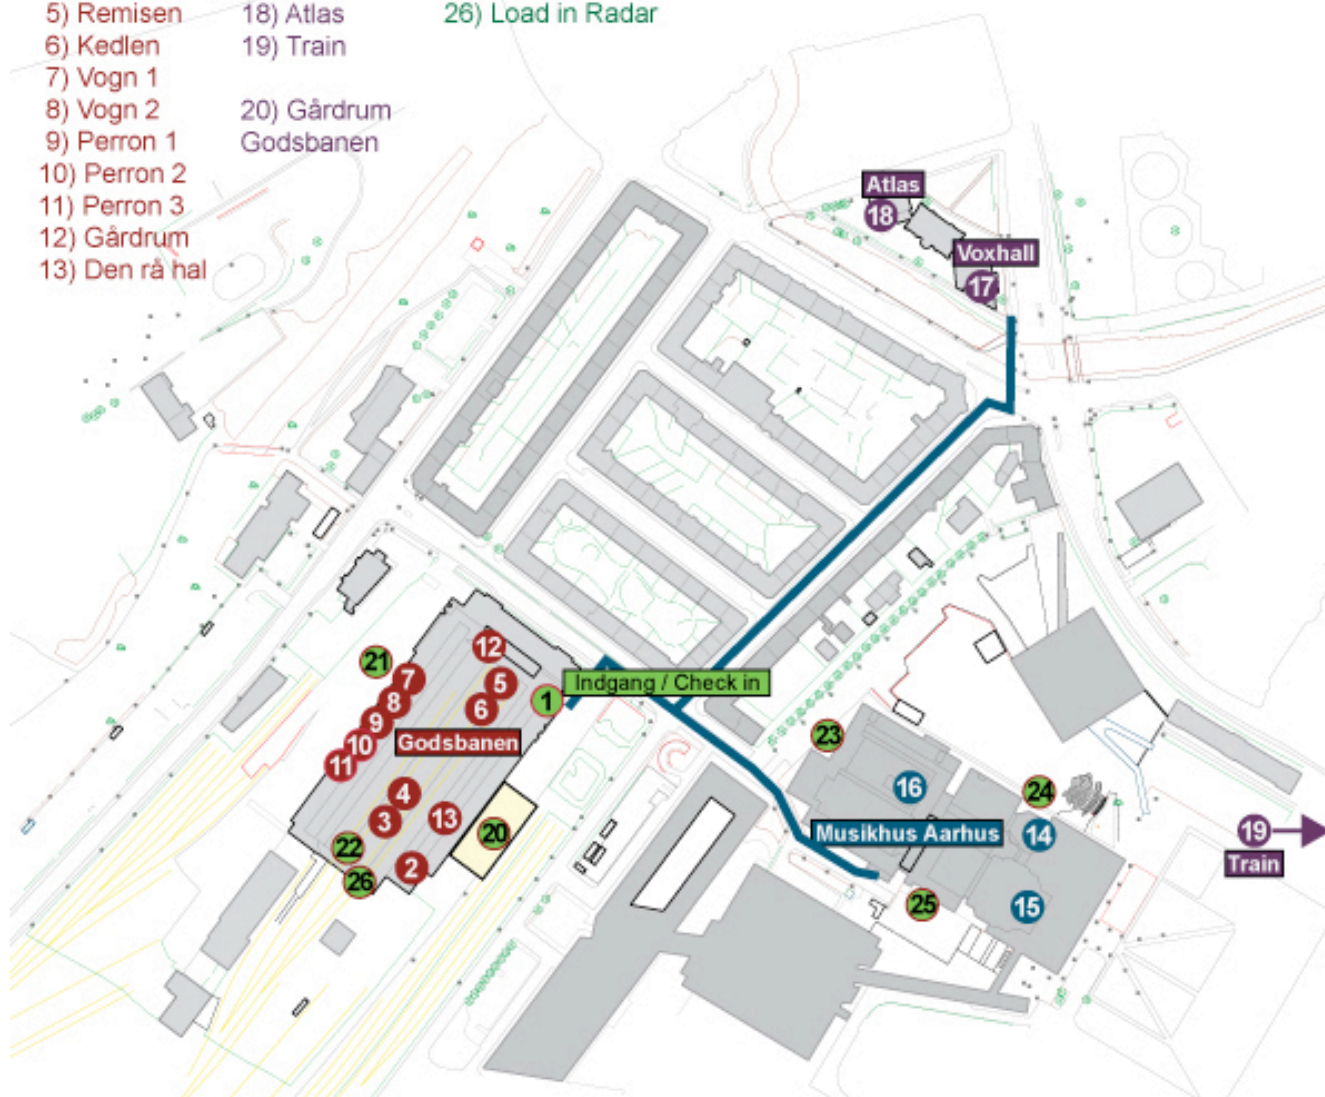 5) Remisen
6) Kedlen
7) Vogn 1
8) Vogn 2
9) Perron 1
10) Perron 2
11) Perron 3
12) Gårdrum
13) Den rå hal
18) Atlas
19) Train
20) Gårdrum
Godsbanen
26) Load in Radar
Atlas
18
Voxhall
17
12
21
7
5
Indgang / Check in
8
6
1
9
23
10
Godsbanen
11
16
24
4
3
13
20
Musikhus Aarhus
14
19
22
Train
2
26
25
15